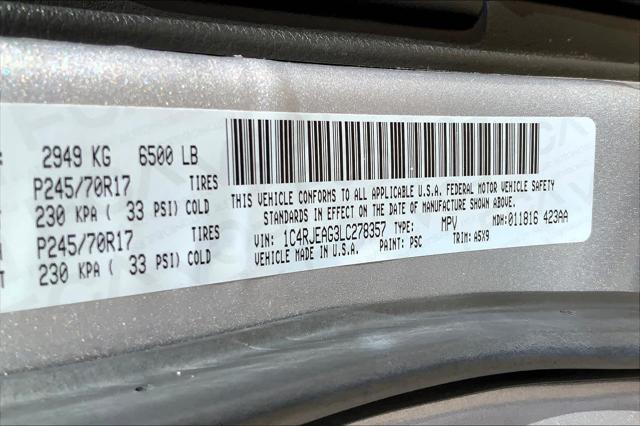 : 2949 KG 6500 LB
P245/70R17 TIRES
230 KPA ( 33 PSI) COLD
P245/70R17 TIRES
T 230 KPA ( 33 PSI) COLD
THIS VEHICLE CONFORMS TO ALL APPLICABLE U.S.A. FEDERAL MOTOR VEHICLE SAFETY
STANDARDS IN EFFECT ON THE DATE OF MANUFACTURE SHOWN ABOVE.
VIN: 1C4RJEAG3LC278357 TYPE: MPV MDH: 011816 423AA
VEHICLE MADE IN U.S.A. PAINT: PSC TRIM: A5X9